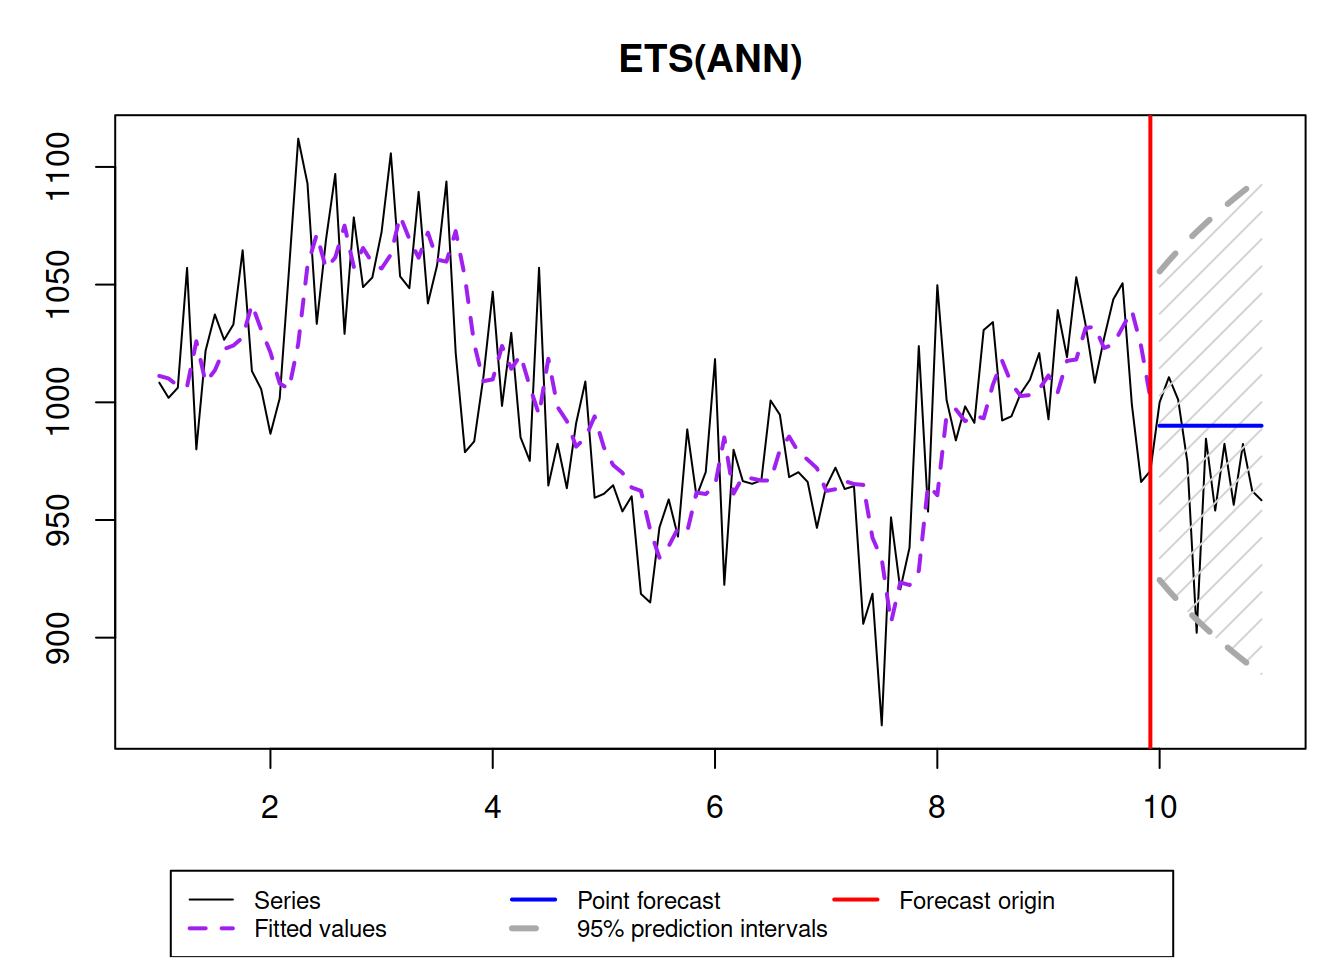 ETS(ANN)
1100
1050
1000
950
900
2 4 6 8 10
Series Point forecast Forecast origin
Fitted values 95% prediction intervals